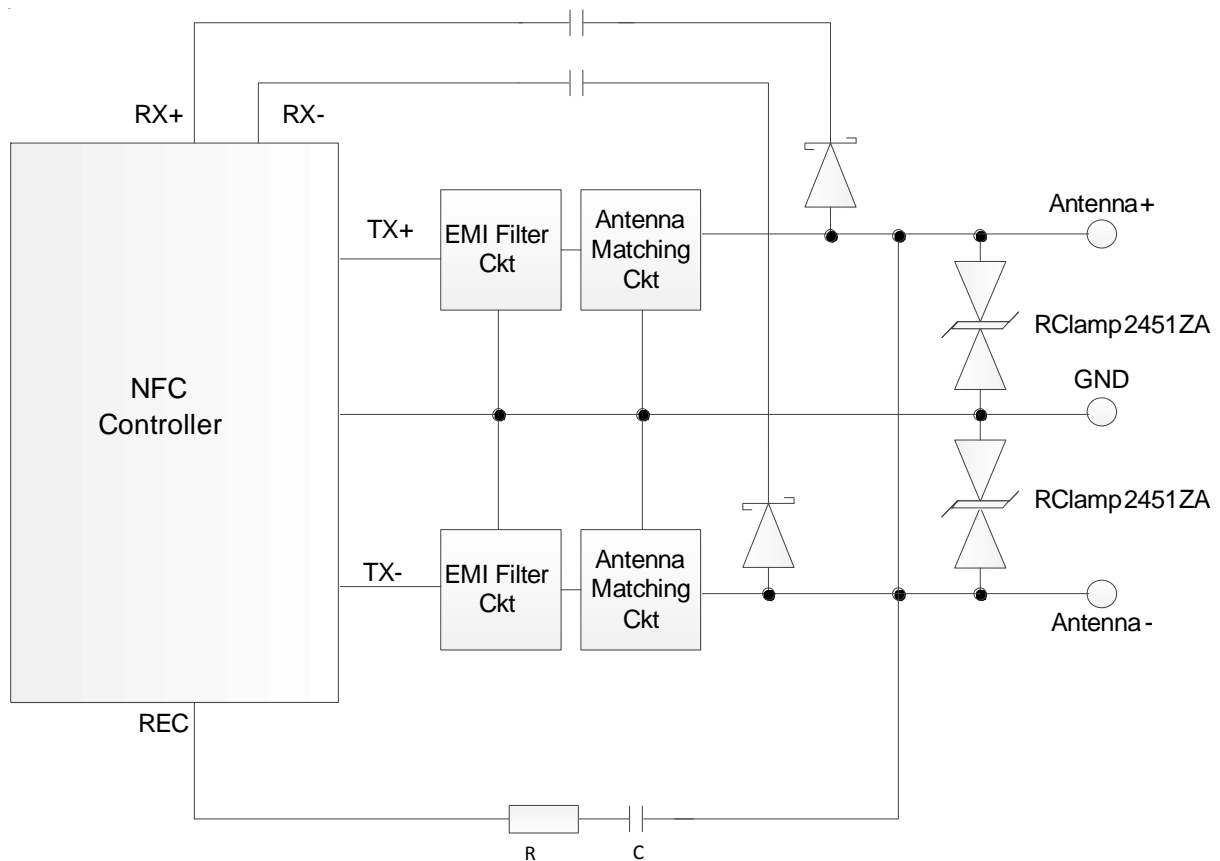 RX+
RX-
TX+
EMI Filter
Ckt
Antenna
Matching
Ckt
Antenna+
RClamp2451ZA
GND
NFC
Controller
RClamp2451ZA
TX-
EMI Filter
Ckt
Antenna
Matching
Ckt
Antenna-
REC
R
C